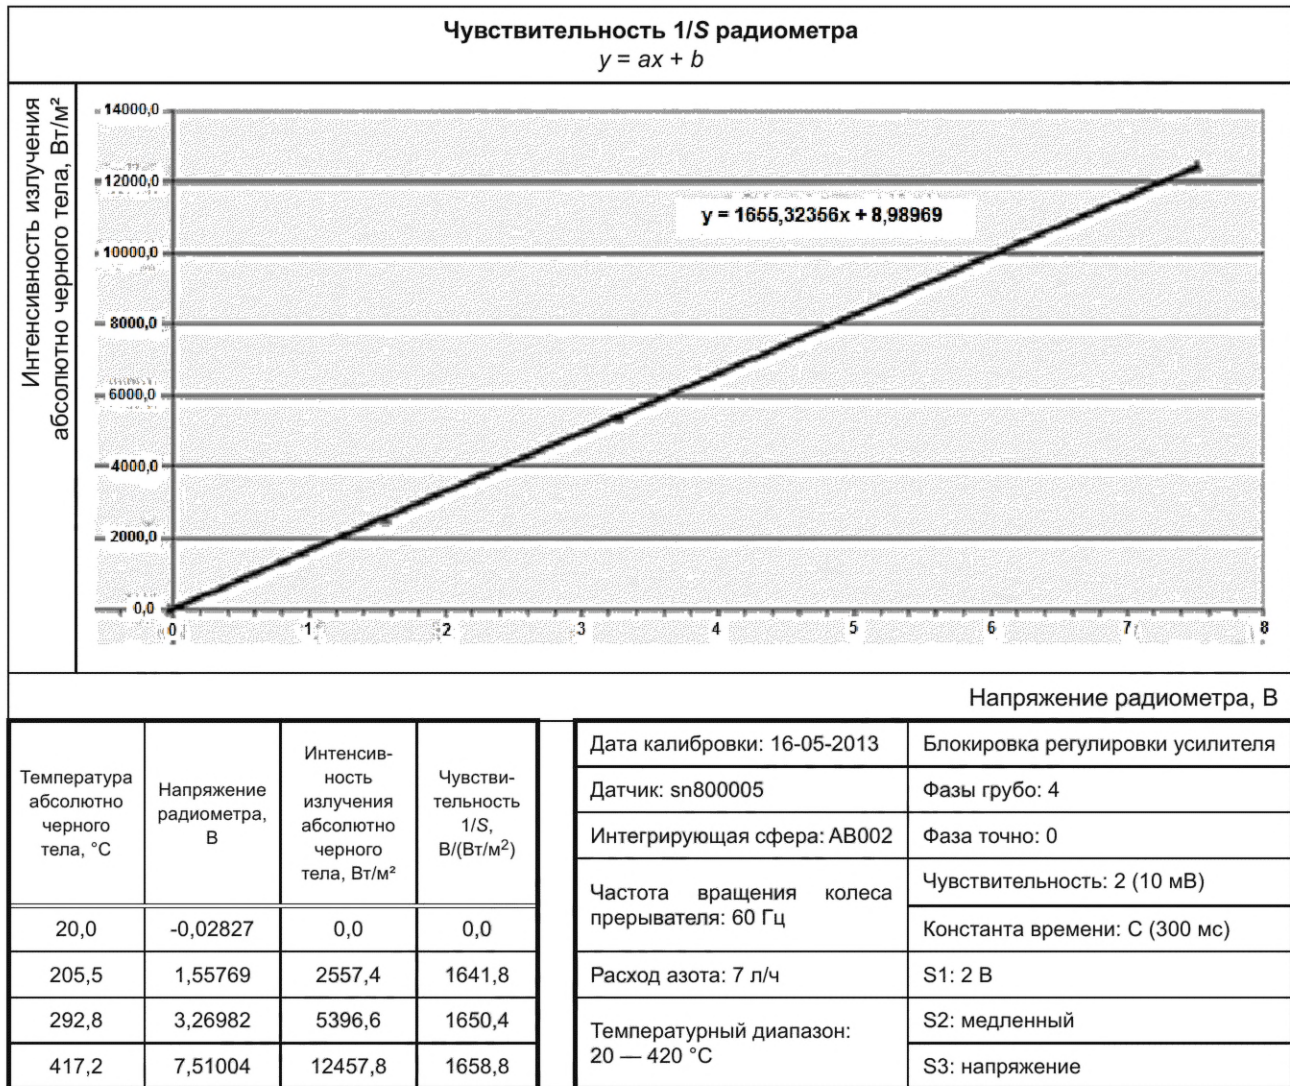 Чувствительность 1/S радиометра
y = ax + b
Интенсивность излучения
абсолютно черного тела, Вт/м²
14000,0
12000,0
10000,0
8000,0
6000,0
4000,0
2000,0
0,0
y = 1655,32356x + 8,98969
0 1 2 3 4 5 6 7 8
Напряжение радиометра, В
Температура
абсолютно
черного
тела, °C
Напряжение
радиометра,
В
Интенсив-
ность
излучения
абсолютно
черного
тела, Вт/м²
Чувстви-
тельность
1/S,
В/(Вт/м²)
20,0 -0,02827 0,0 0,0
205,5 1,55769 2557,4 1641,8
292,8 3,26982 5396,6 1650,4
417,2 7,51004 12457,8 1658,8
Дата калибровки: 16-05-2013
Блокировка регулировки усилителя
Датчик: sn800005
Фазы грубо: 4
Интегрирующая сфера: AB002
Фаза точно: 0
Частота вращения колеса
прерывателя: 60 Гц
Чувствительность: 2 (10 мВ)
Константа времени: С (300 мс)
Расход азота: 7 л/ч
S1: 2 В
Температурный диапазон:
20 — 420 °C
S2: медленный
S3: напряжение